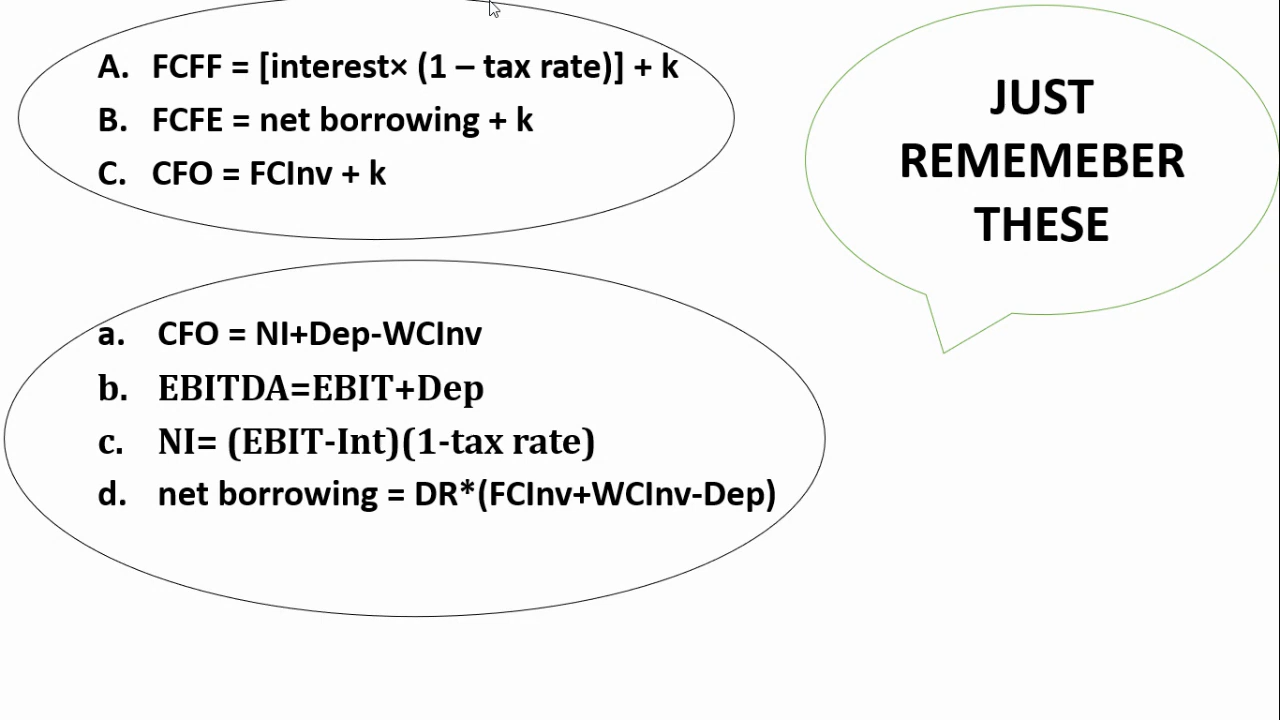 A. FCFF = [interest× (1 – tax rate)] + k
B. FCFE = net borrowing + k
C. CFO = FCInv + k
JUST
REMEMEBER
THESE
a. CFO = NI+Dep-WCInv
b. EBITDA=EBIT+Dep
c. NI= (EBIT-Int)(1-tax rate)
d. net borrowing = DR*(FCInv+WCInv-Dep)